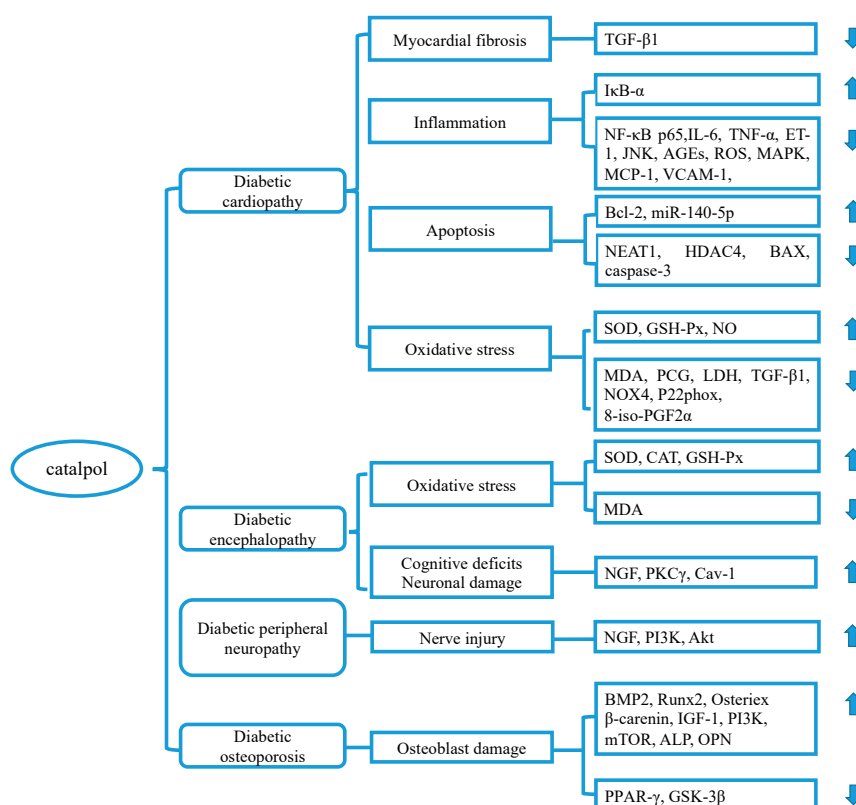 Myocardial fibrosis
TGF-β1
IκB-α
Inflammation
NF-κB p65,IL-6, TNF-α, ET-
1, JNK, AGEs, ROS, MAPK,
MCP-1, VCAM-1,
Diabetic
cardiopathy
Bcl-2, miR-140-5p
Apoptosis
NEAT1, HDAC4, BAX,
caspase-3
SOD, GSH-Px, NO
Oxidative stress
MDA, PCG, LDH, TGF-β1,
NOX4, P22phox,
8-iso-PGF2α
catalpol
SOD, CAT, GSH-Px
Oxidative stress
MDA
Diabetic
encephalopathy
Cognitive deficits
Neuronal damage
NGF, PKCγ, Cav-1
Diabetic peripheral
neuropathy
Nerve injury
NGF, PI3K, Akt
BMP2, Runx2, Osteriex
β-carenin, IGF-1, PI3K,
mTOR, ALP, OPN
Diabetic
osteoporosis
Osteoblast damage
PPAR-γ, GSK-3β